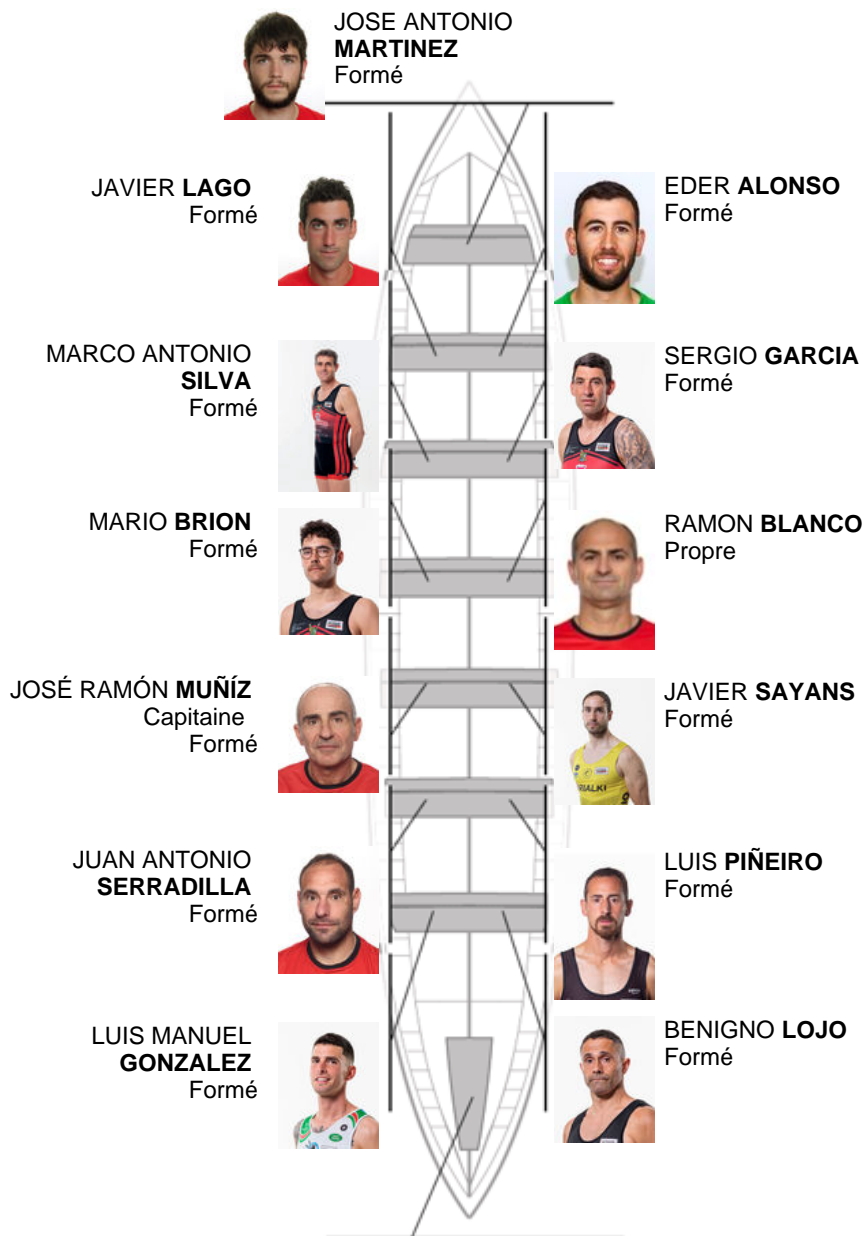 JOSE ANTONIO
MARTINEZ
Formé
JAVIER LAGO
Formé
EDER ALONSO
Formé
MARCO ANTONIO
SILVA
Formé
SERGIO GARCIA
Formé
MARIO BRION
Formé
RAMON BLANCO
Propre
JOSÉ RAMÓN MUÑÍZ
Capitaine
Formé
JAVIER SAYANS
Formé
RIALKI
JUAN ANTONIO
SERRADILLA
Formé
LUIS PIÑEIRO
Formé
LUIS MANUEL
GONZALEZ
Formé
BENIGNO LOJO
Formé